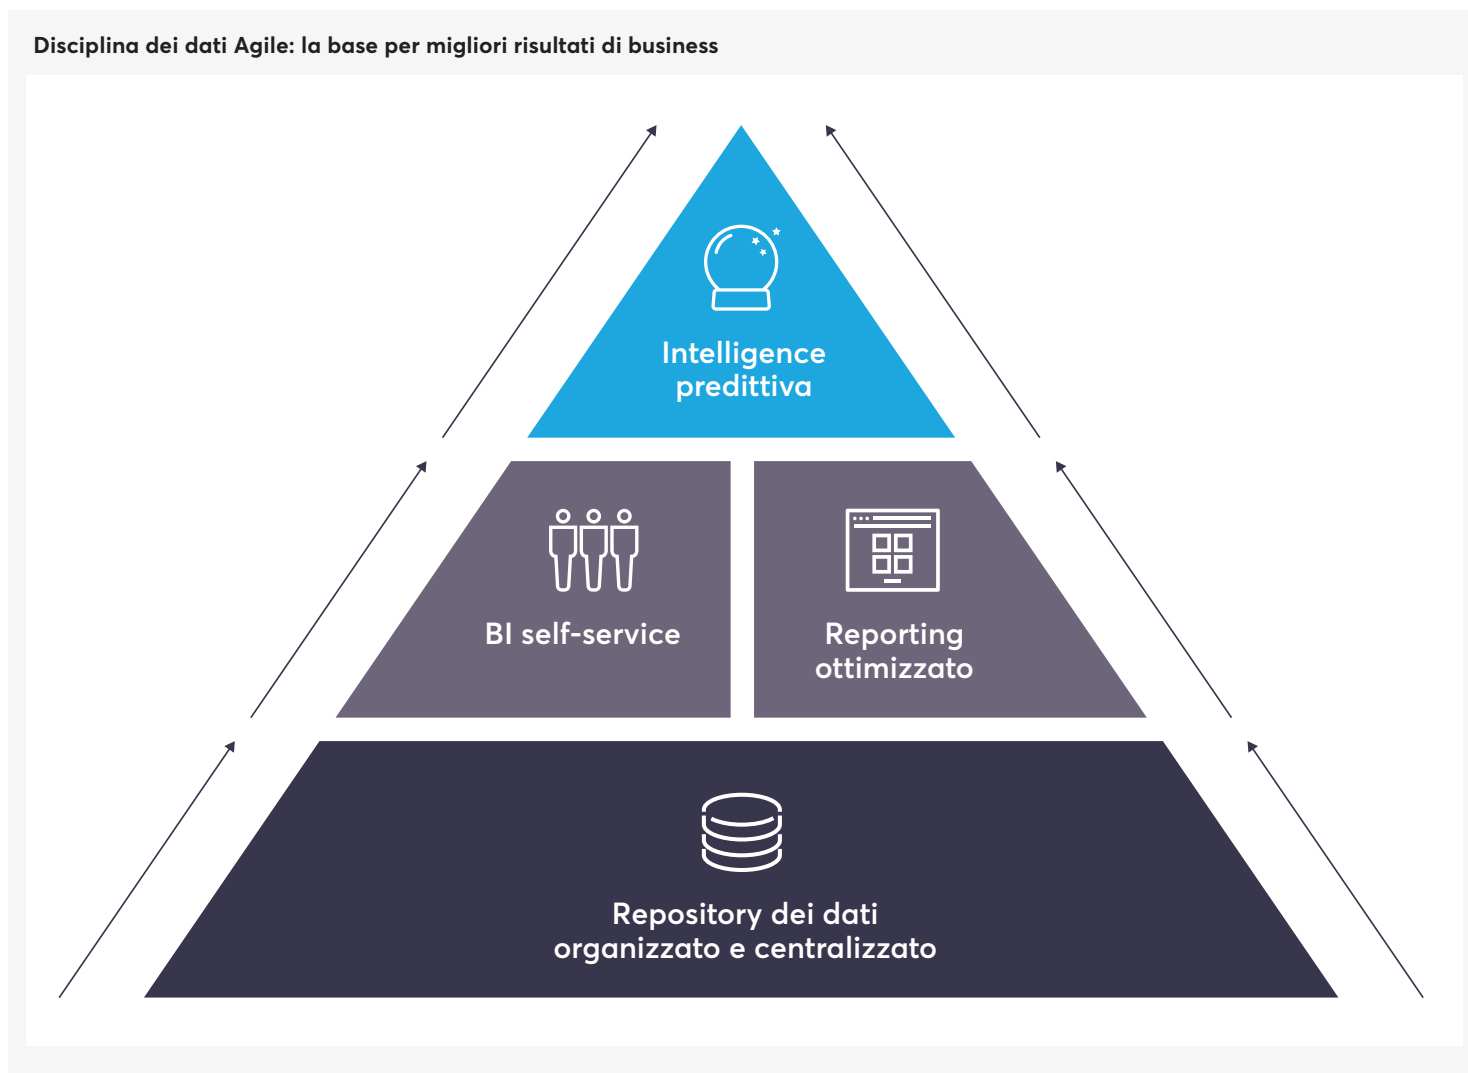 Disciplina dei dati Agile: la base per migliori risultati di business
Intelligence
predittiva
BI self-service
Reporting
ottimizzato
Repository dei dati
organizzato e centralizzato